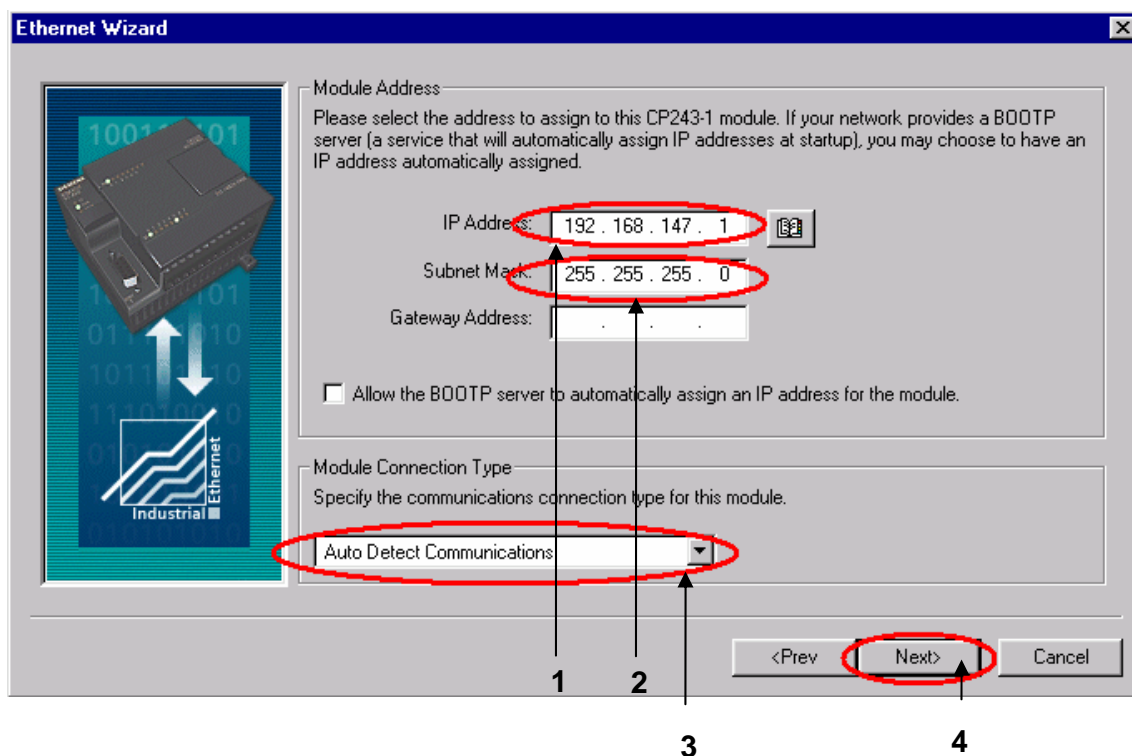 Ethernet Wizard
Module Address
Please select the address to assign to this CP243-1 module. If your network provides a BOOTP
server (a service that will automatically assign IP addresses at startup), you may choose to have an
IP address automatically assigned.
IP Address: 192 . 168 . 147 . 1
Subnet Mask: 255 . 255 . 255 . 0
Gateway Address: . . .
Allow the BOOTP server to automatically assign an IP address for the module.
Module Connection Type
Specify the communications connection type for this module.
Auto Detect Communications
Industrial
Ethernet
<Prev
Next>
Cancel
1
2
3
4